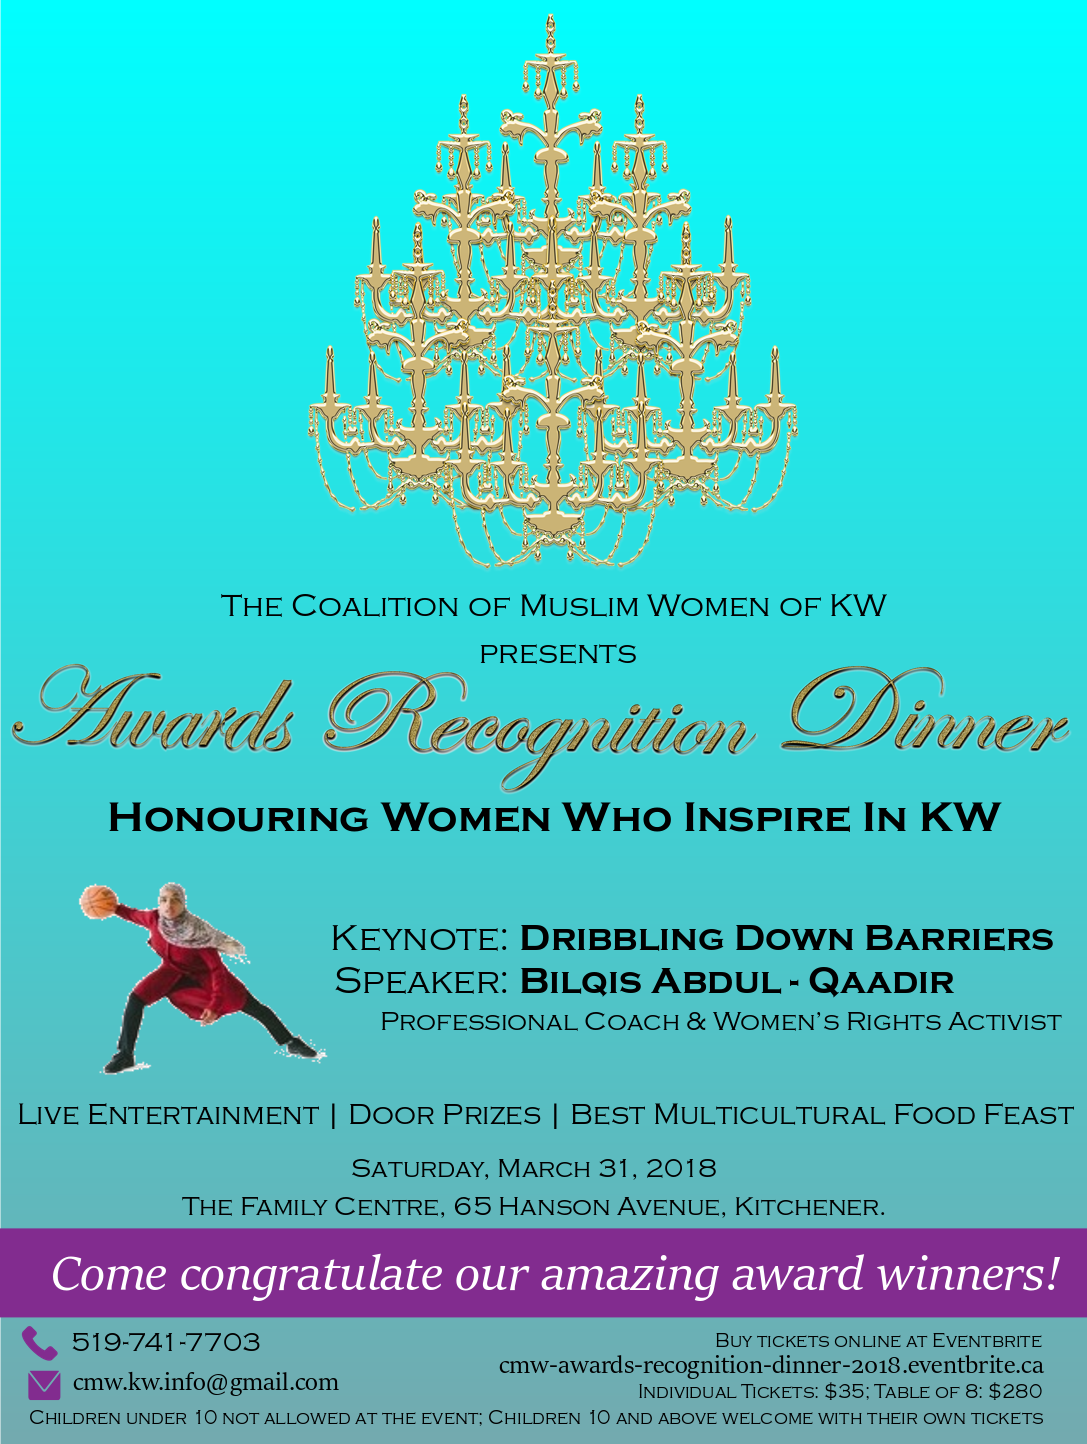 The Coalition of Muslim Women of KW
presents
Awards Recognition Dinner
Honouring Women Who Inspire In KW
Keynote: Dribbling Down Barriers
Speaker: Bilqis Abdul - Qaadir
Professional Coach & Women's Rights Activist
Live Entertainment | Door Prizes | Best Multicultural Food Feast
Saturday, March 31, 2018
The Family Centre, 65 Hanson Avenue, Kitchener.
Come congratulate our amazing award winners!
519-741-7703
cmw.kw.info@gmail.com
Buy tickets online at Eventbrite
cmw-awards-recognition-dinner-2018.eventbrite.ca
Individual Tickets: $35; Table of 8: $280
Children under 10 not allowed at the event; Children 10 and above welcome with their own tickets